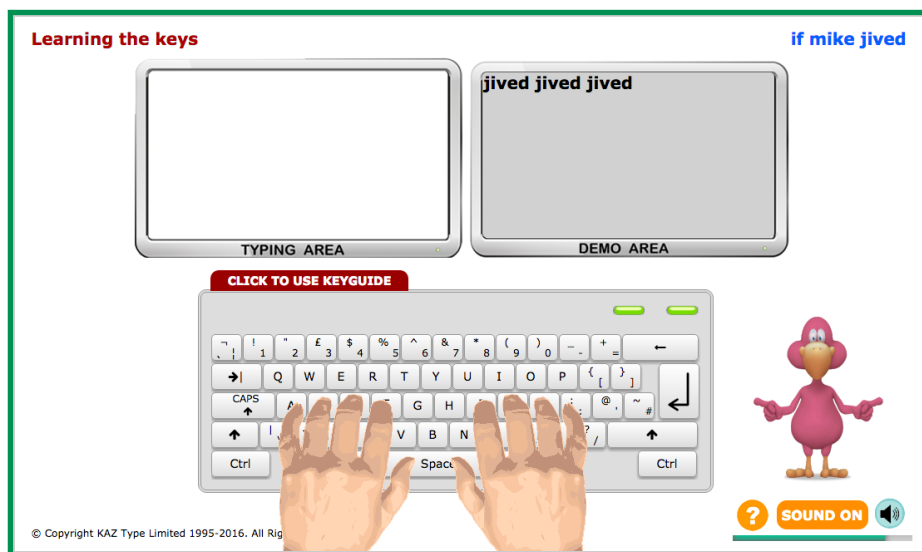 Learning the keys
if mike jived
jived jived jived
TYPING AREA
DEMO AREA
CLICK TO USE KEYGUIDE
¬ ! " £ $ % ^ & * ( ) _ +
` ¦ 1 2 3 4 5 6 7 8 9 0 - =
Q W E R T Y U I O P { [ } ]
CAPS A G H : ; @ ' ~ #
V B N ? /
Ctrl Space Ctrl
? SOUND ON
© Copyright KAZ Type Limited 1995-2016. All